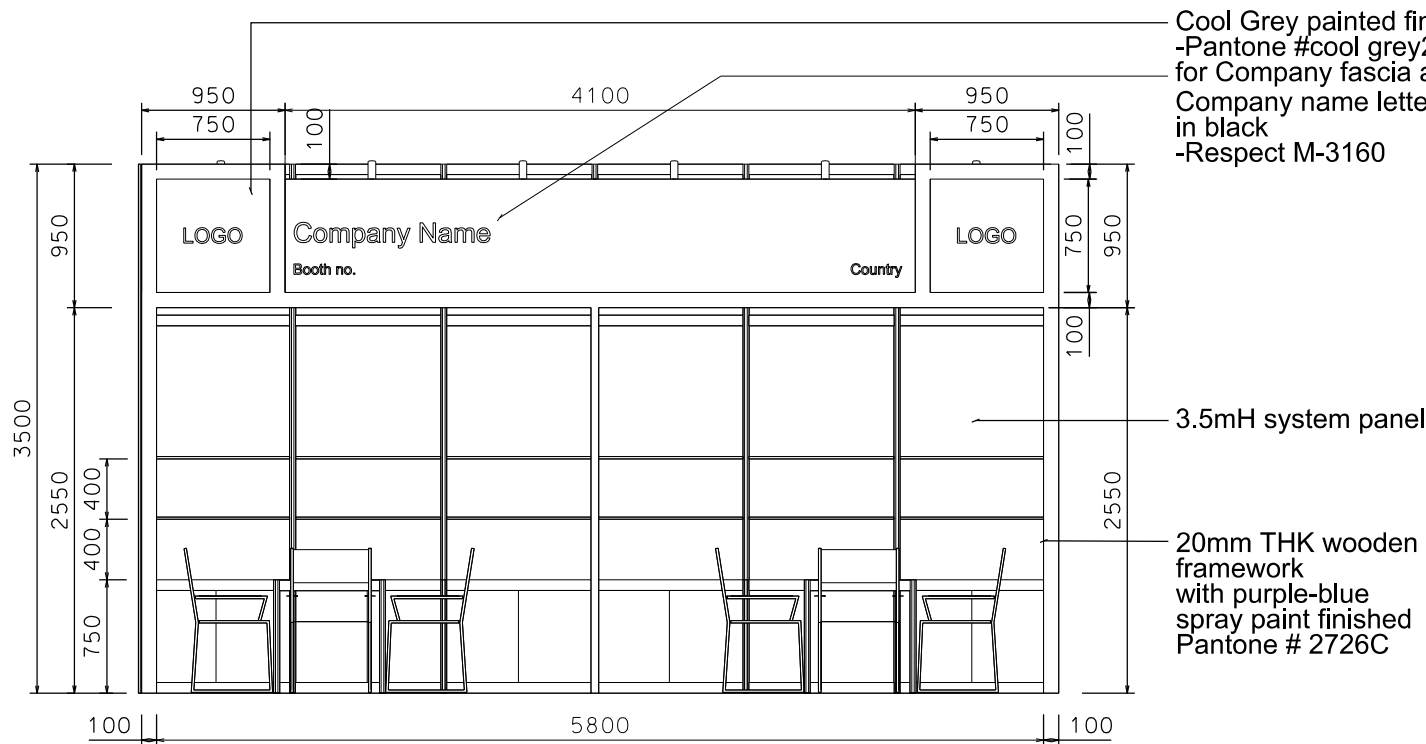 Cool Grey painted fin
-Pantone #cool grey2
for Company fascia a
Company name lette
in black
-Respect M-3160
950
4100
950
750
100
750
100
950
LOGO
Company Name
LOGO
750
950
Booth no.
Country
100
3500
2550
400
400
750
2550
3.5mH system panel
20mm THK wooden
framework
with purple-blue
spray paint finished
Pantone # 2726C
100
5800
100